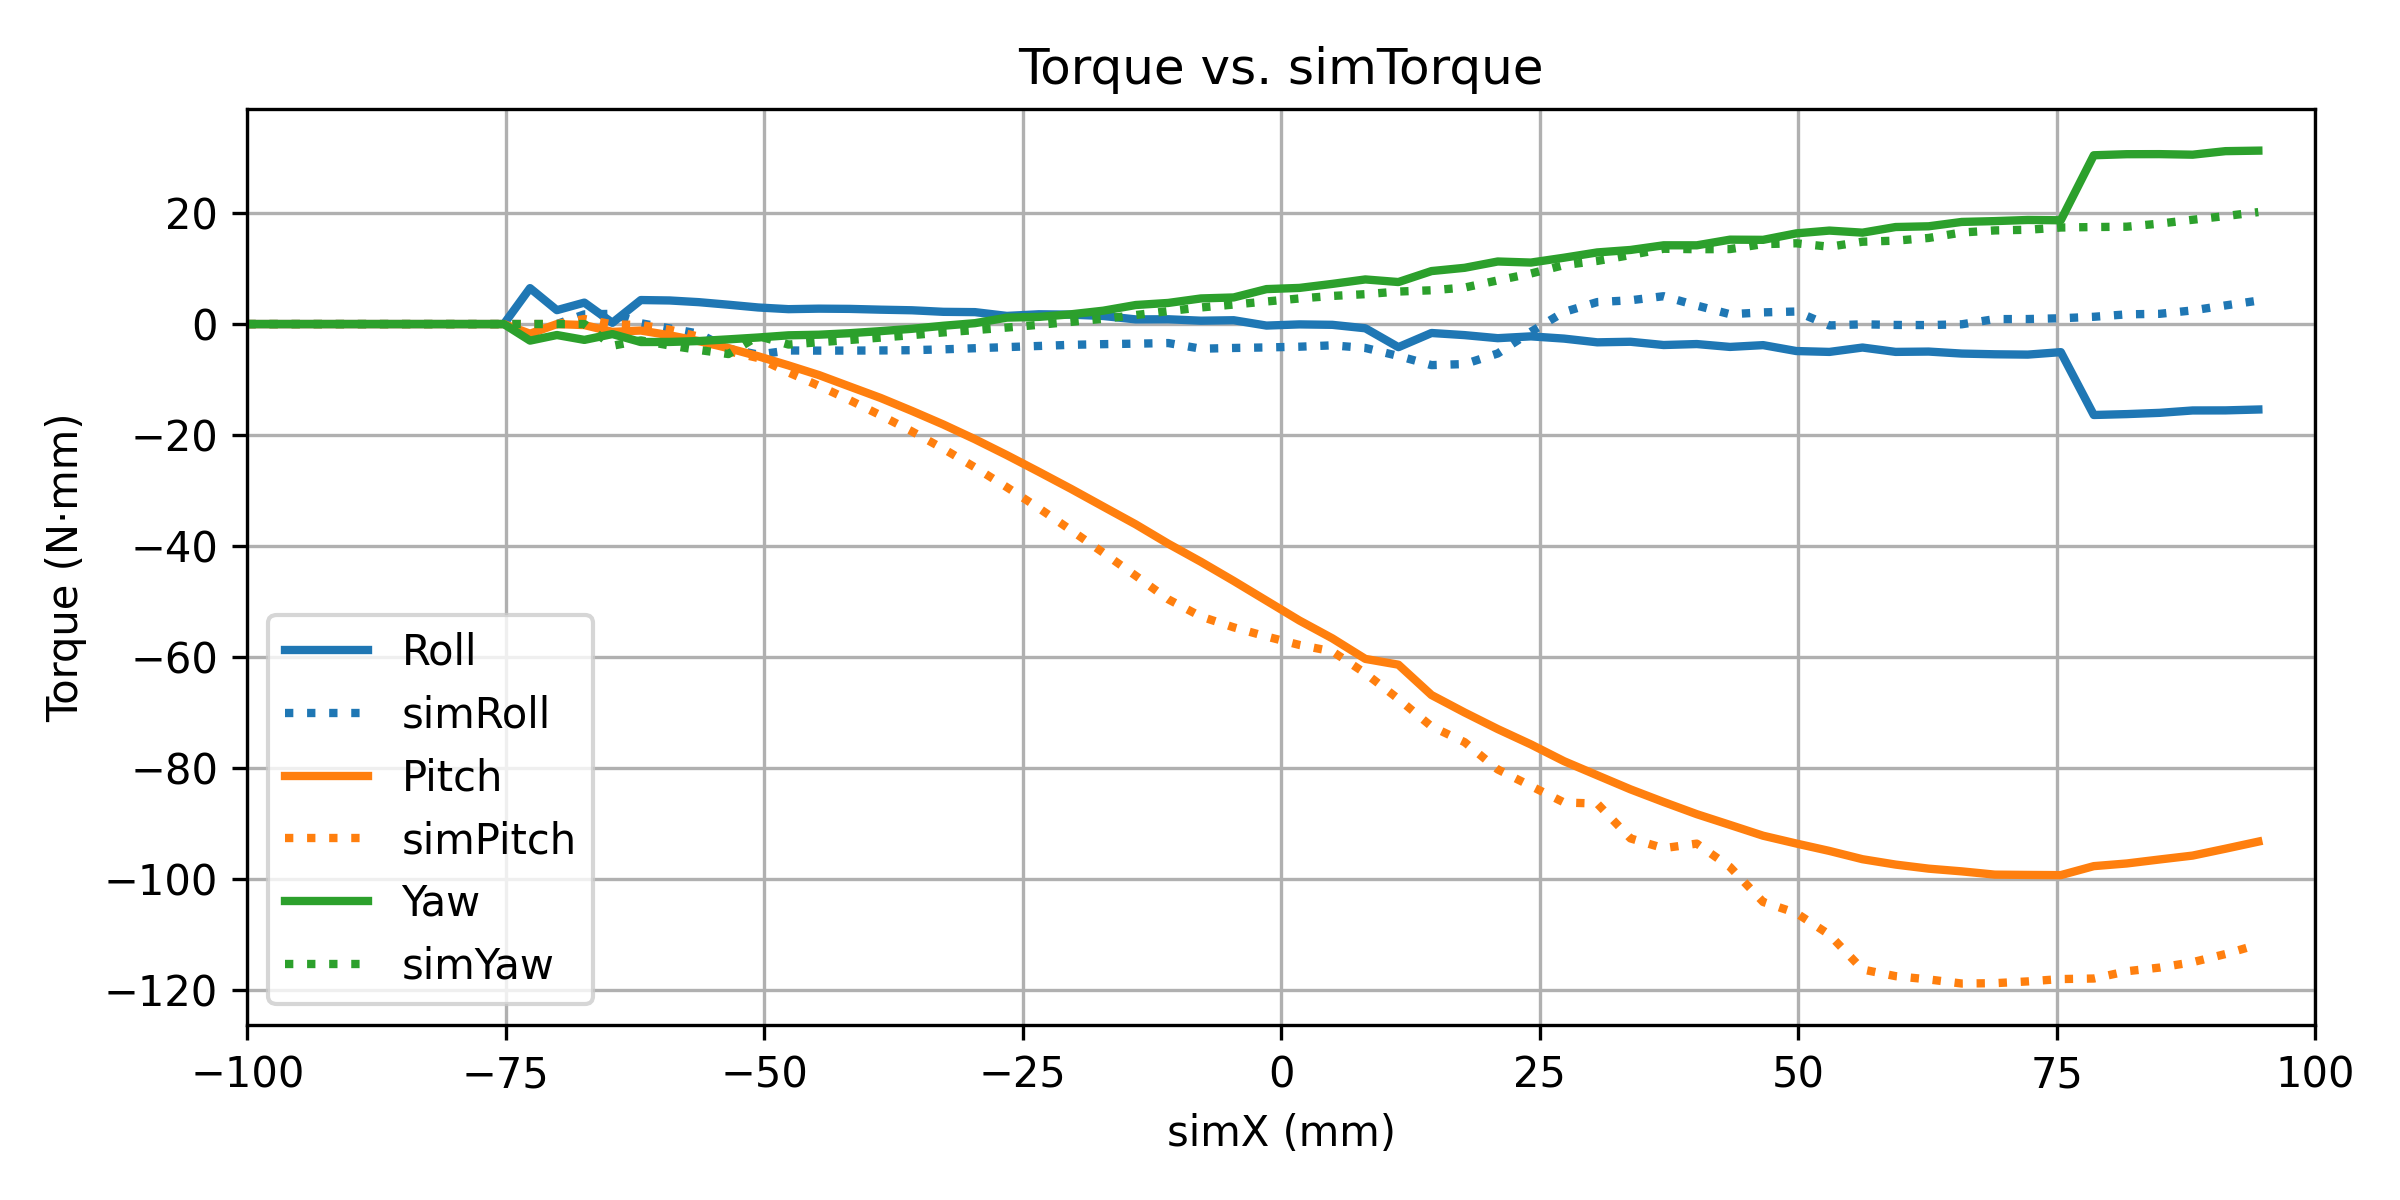 Torque vs. simTorque
Torque (N·mm)
20
0
−20
−40
−60
−80
−100
−120
Roll
simRoll
Pitch
simPitch
Yaw
simYaw
−100 −75 −50 −25 0 25 50 75 100
simX (mm)